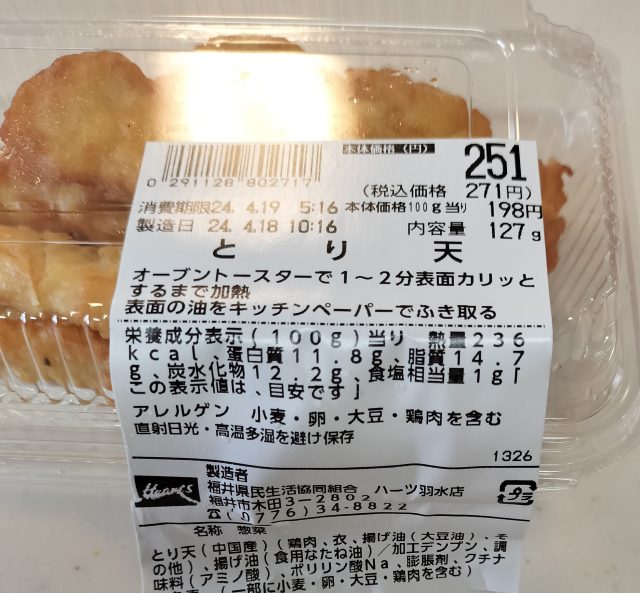 本体価格(円) 251
0 291128 802717
(税込価格 271円)
消費期限24. 4.19 5:16 本体価格100g当り 198円
製造日 24. 4.18 10:16 内容量 127g
とり天
オーブントースターで1〜2分表面カリッと
するまで加熱
表面の油をキッチンペーパーでふき取る
栄養成分表示(100g)当り 熱量236
kcal、蛋白質11.8g、脂質14.7
g、炭水化物12.2g、食塩相当量1g「
この表示値は、目安です」
アレルゲン 小麦・卵・大豆・鶏肉を含む
直射日光・高温多湿を避け保存
1326
製造者
Hearts
福井県民生活協同組合 ハーツ羽水店
福井市木田3-2802
☎(0776)34-8822
プラ
名称 惣菜
とり天(中国産)(鶏肉、衣、揚げ油(大豆油)、そ
の他)、揚げ油(食用なたね油)/加工デンプン、調
味料(アミノ酸)、ポリリン酸Na、膨脹剤、クチナ
(一部に小麦・卵・大豆・鶏肉を含む)